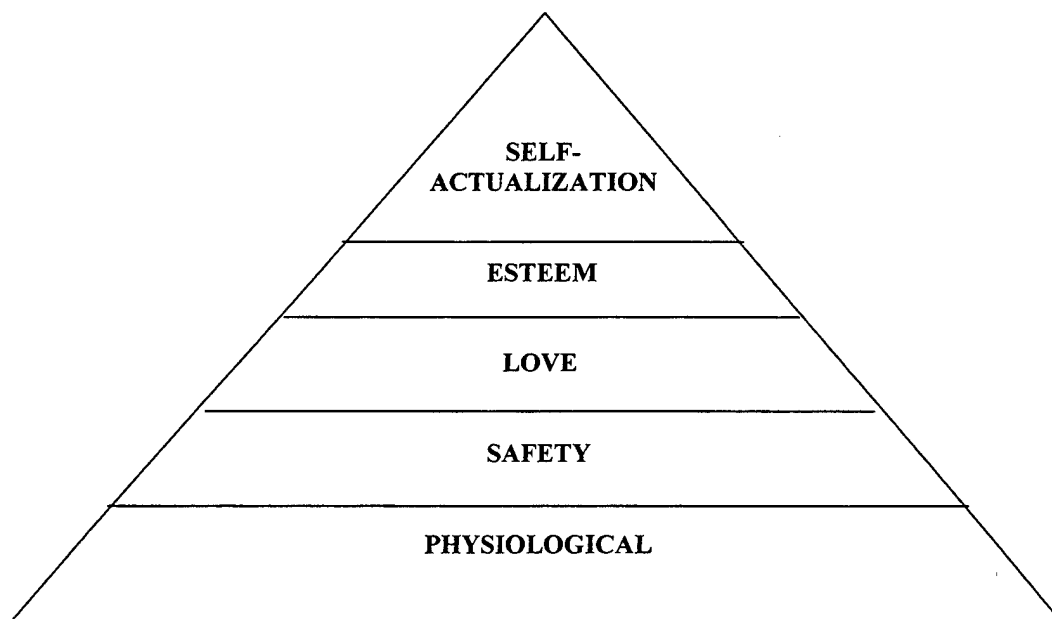 SELF-
ACTUALIZATION
ESTEEM
LOVE
SAFETY
PHYSIOLOGICAL